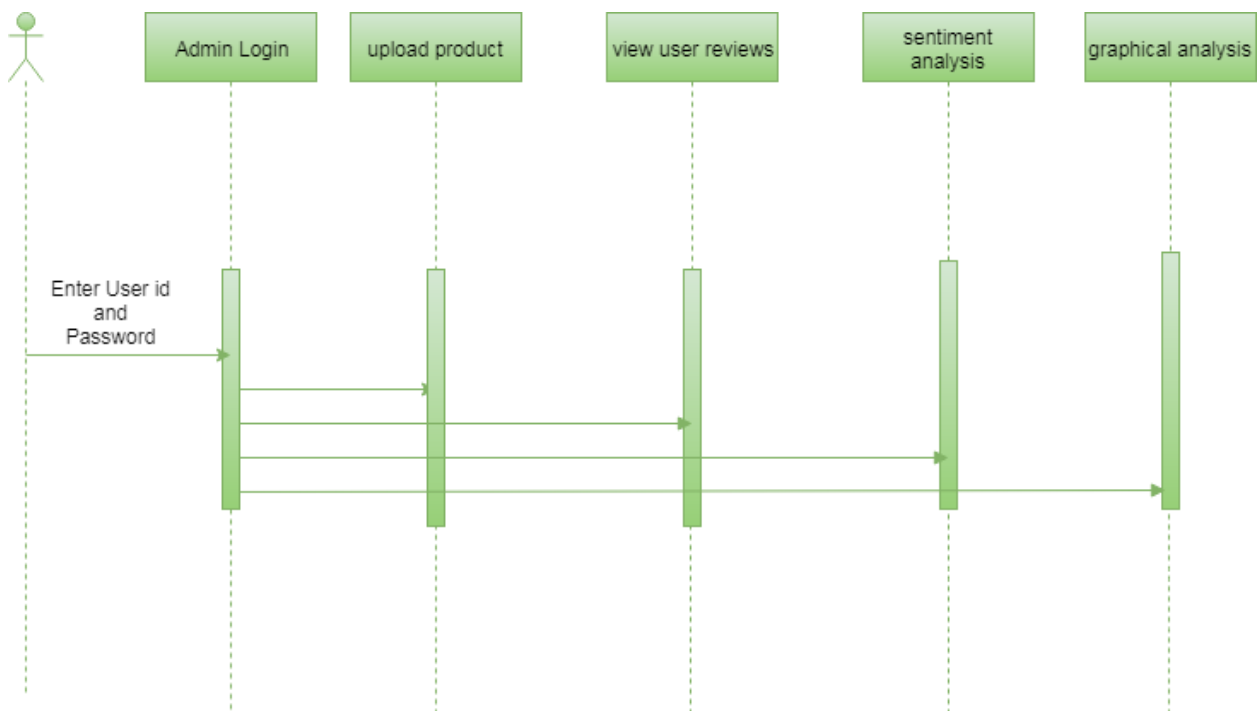 Admin Login
upload product
view user reviews
sentiment
analysis
graphical analysis
Enter User id
and
Password